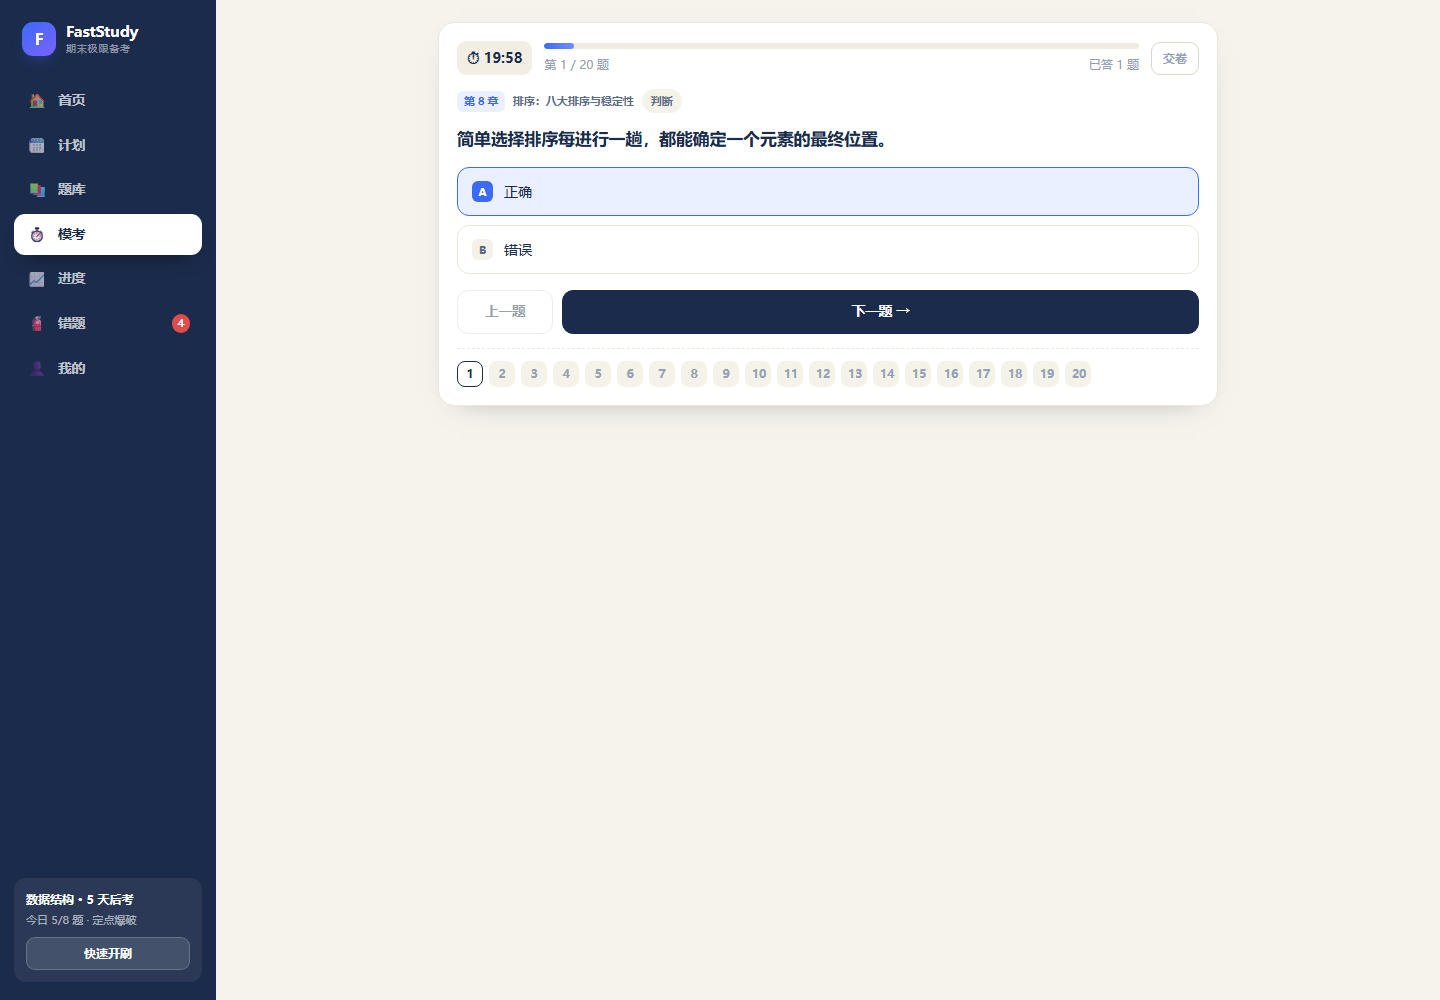 F
FastStudy
期末极限备考
首页
计划
题库
模考
进度
错题 4
我的
数据结构 · 5 天后考
今日 5/8 题 · 定点爆破
快速开刷
19:58
第 1 / 20 题
已答 1 题
交卷
第 8 章 排序：八大排序与稳定性 判断
简单选择排序每进行一趟，都能确定一个元素的最终位置。
A 正确
B 错误
上一题
下一题 →
1 2 3 4 5 6 7 8 9 10 11 12 13 14 15 16 17 18 19 20